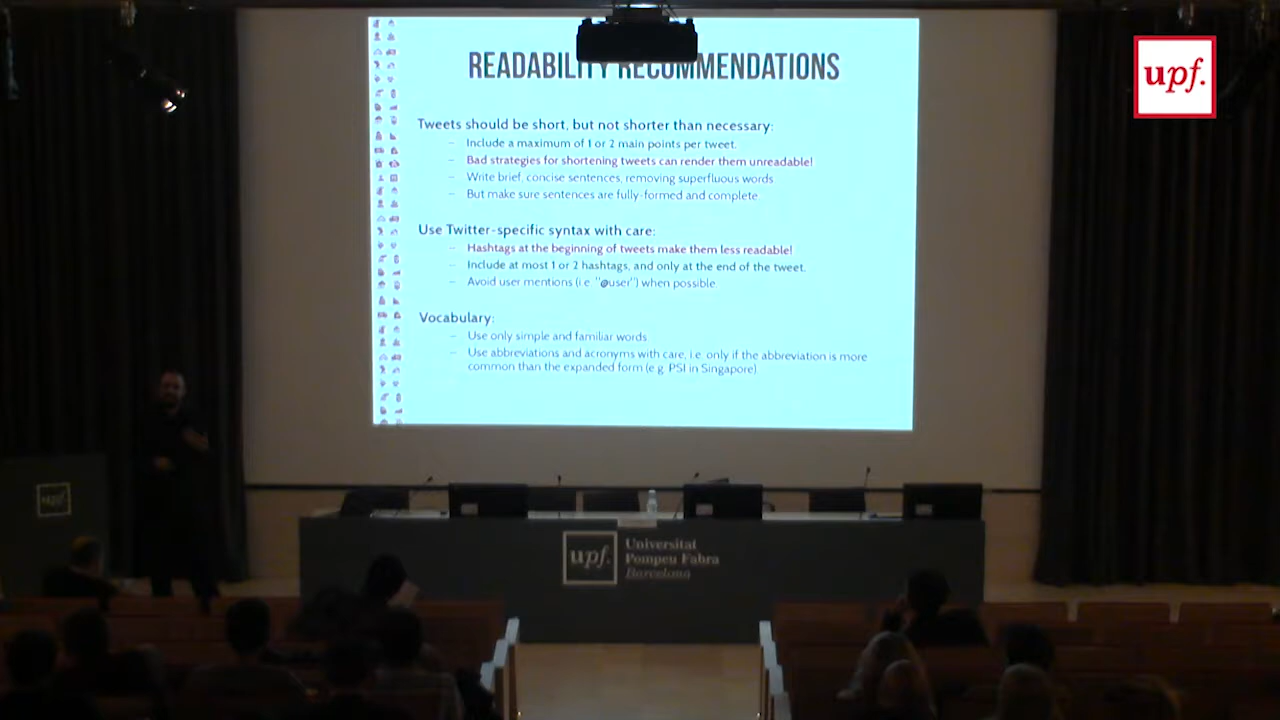 READABILITY RECOMMENDATIONS
upf.
Tweets should be short, but not shorter than necessary:
– Include a maximum of 1 or 2 main points per tweet.
– Bad strategies for shortening tweets can render them unreadable!
– Write brief, concise sentences, removing superfluous words
– But make sure sentences are fully-formed and complete
Use Twitter-specific syntax with care:
– Hashtags at the beginning of tweets make them less readable!
– Include at most 1 or 2 hashtags, and only at the end of the tweet.
– Avoid user mentions (i.e. "@user") when possible
Vocabulary:
– Use only simple and familiar words
– Use abbreviations and acronyms with care, i.e. only if the abbreviation is more
common than the expanded form (e.g. PSI in Singapore)
upf.
upf.
Universitat
Pompeu Fabra
Barcelona